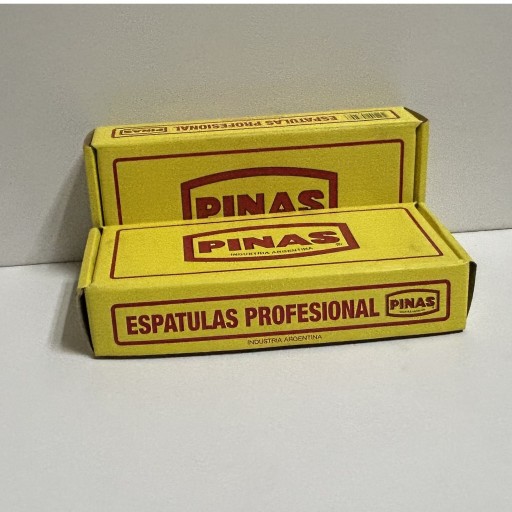 ESPATULAS PROFESIONAL PINAS
PINAS
PINAS ®
INDUSTRIA ARGENTINA
ESPATULAS PROFESIONAL PINAS
INDUSTRIA ARGENTINA